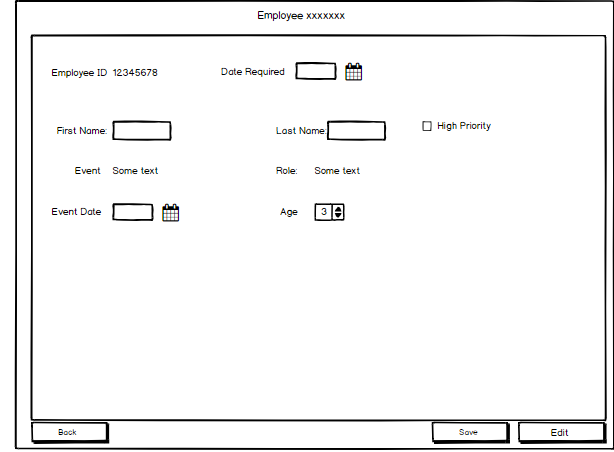 Employee xxxxxxx
Employee ID 12345678 Date Required
First Name: Last Name: High Priority
Event Some text Role: Some text
Event Date Age 3
Back Save Edit